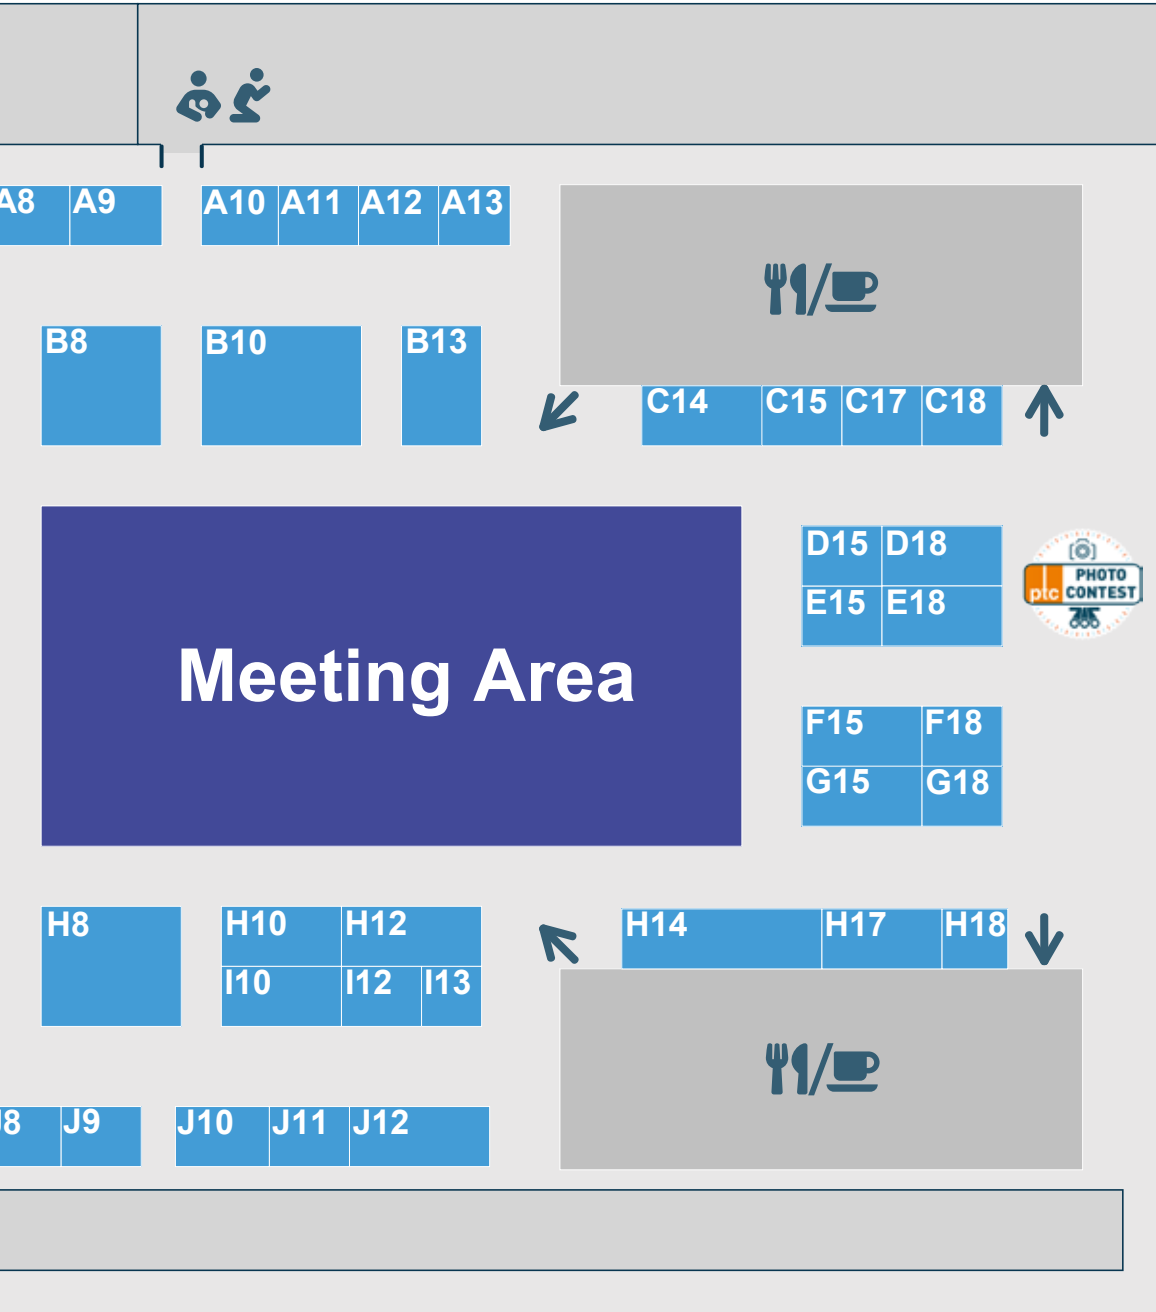 A8 A9 A10 A11 A12 A13
B8 B10 B13
C14 C15 C17 C18
D15 D18
E15 E18
PHOTO
ptc CONTEST
Meeting Area
F15 F18
G15 G18
H8 H10 H12 H14 H17 H18
I10 I12 I13
J9 J10 J11 J12